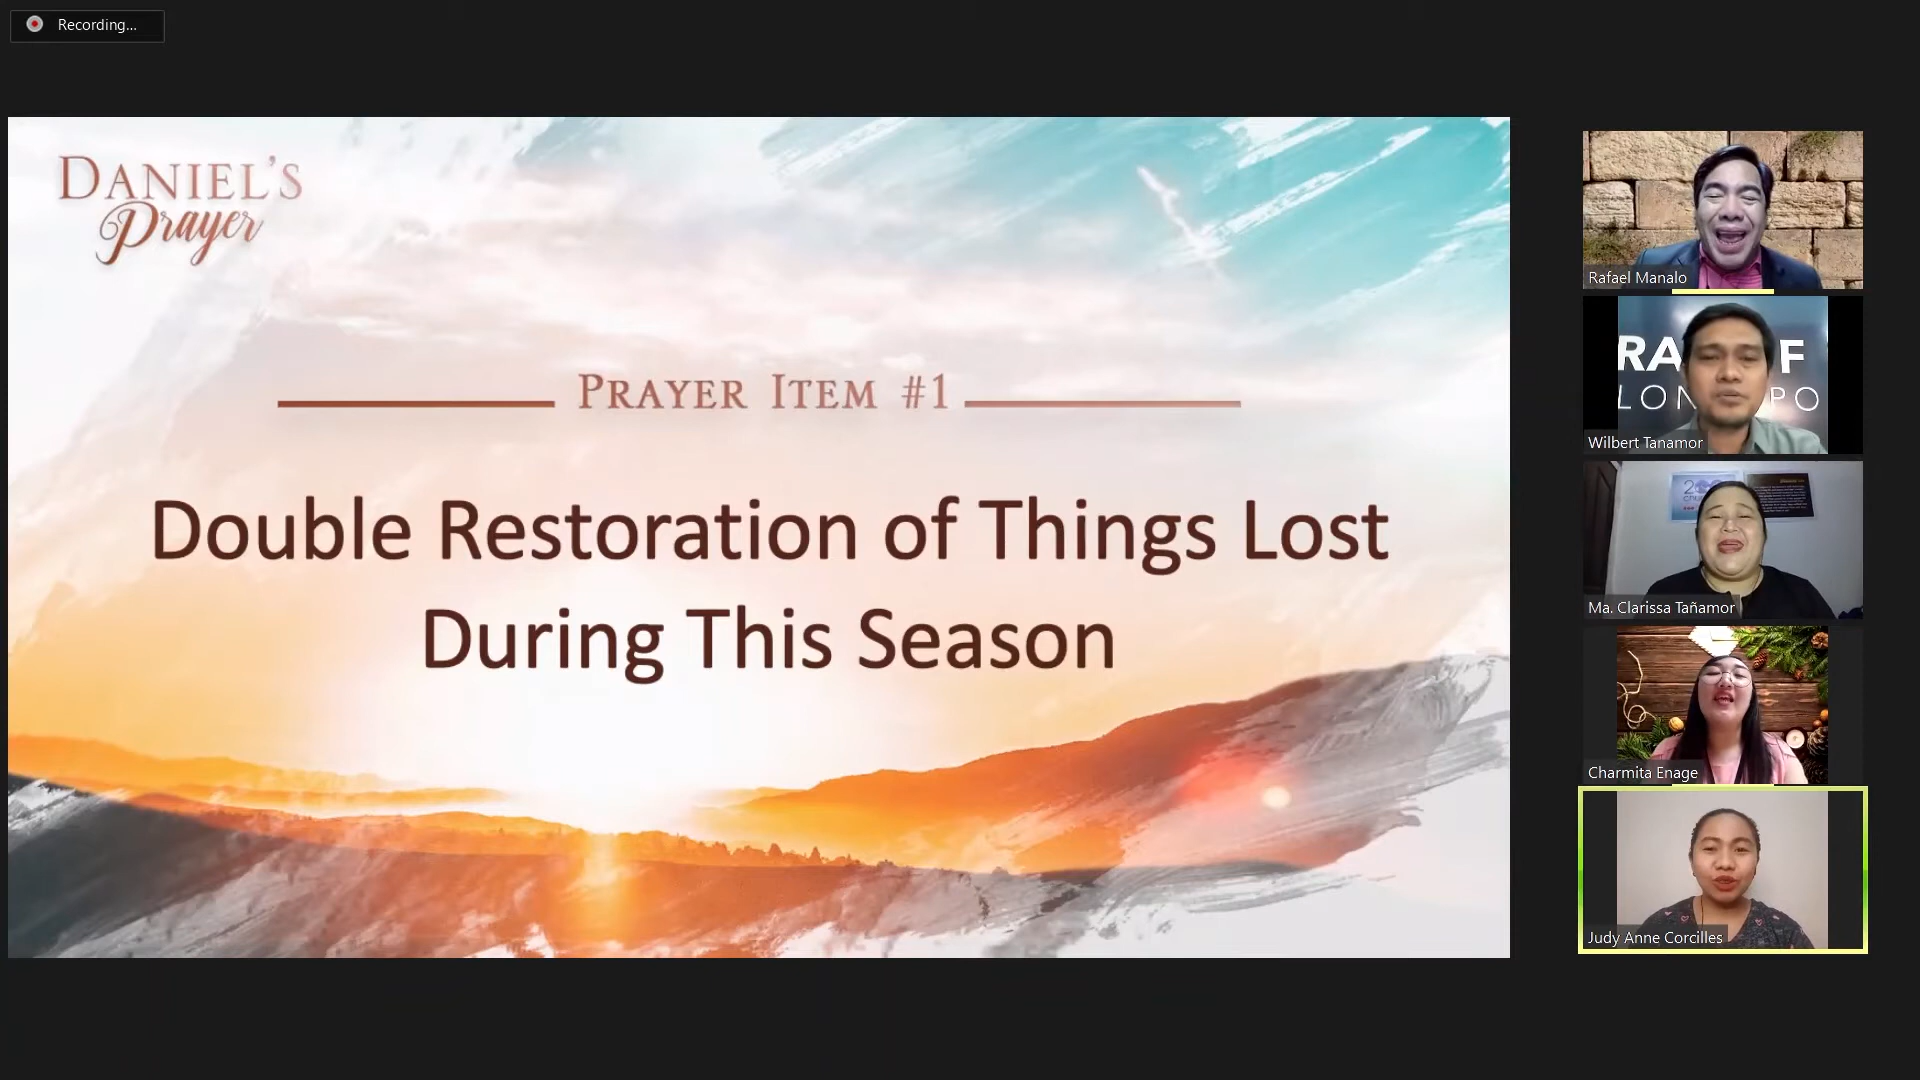 Recording...
DANIEL'S
Prayer
PRAYER ITEM #1
Double Restoration of Things Lost
During This Season
Rafael Manalo
Wilbert Tanamor
Ma. Clarissa Tañamor
Charmita Enage
Judy Anne Corcilles